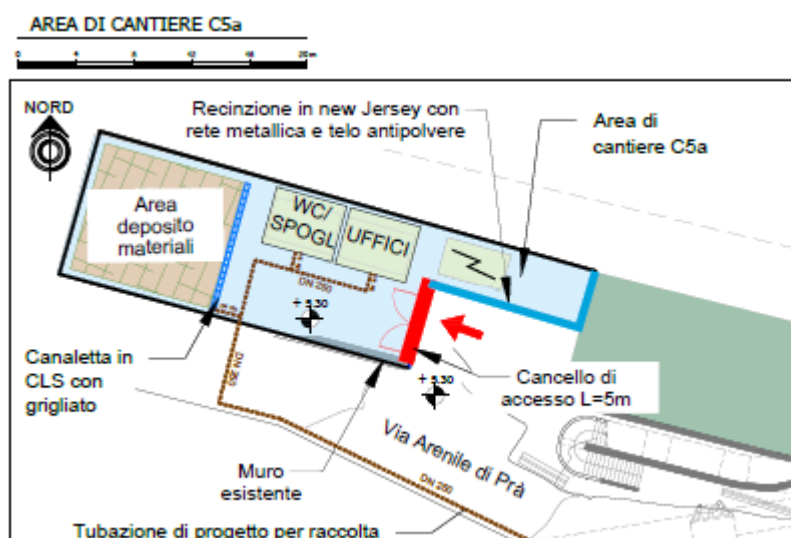 AREA DI CANTIERE C5a
0 4 8 12 16 20m
NORD
Recinzione in new Jersey con
rete metallica e telo antipolvere
Area di
cantiere C5a
Area
deposito
materiali
WC/
SPOGL
UFFICI
DN 250
+ 5.30
DN 250
Canaletta in
CLS con
grigliato
+ 5.30
Cancello di
accesso L=5m
Via Arenile di Prà
Muro
esistente
DN 250
Tubazione di progetto per raccolta